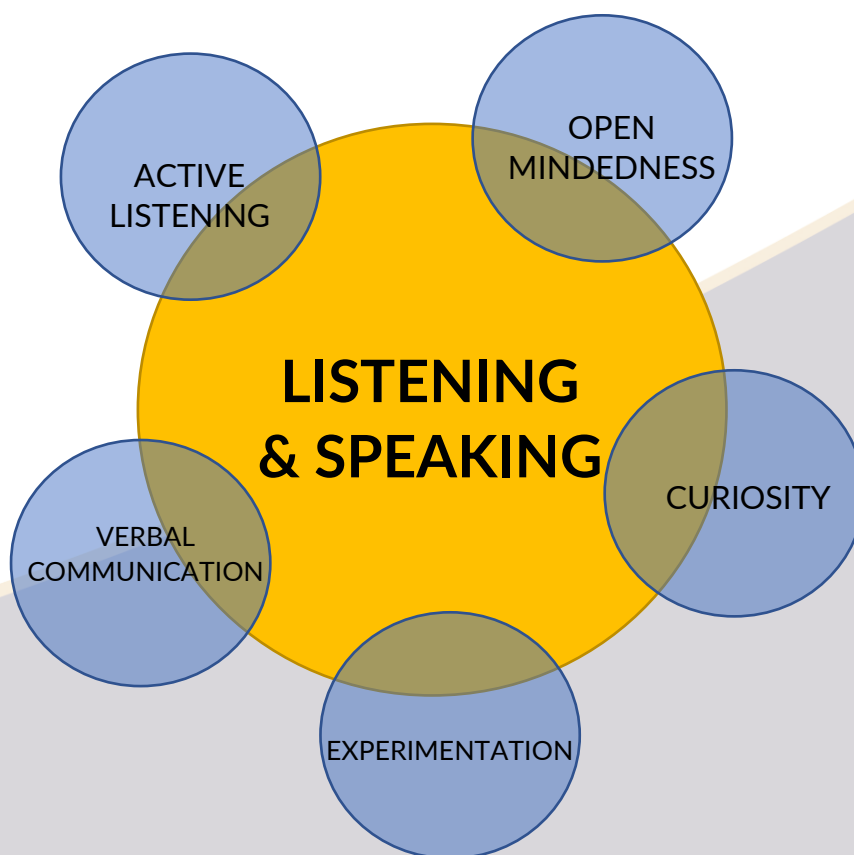 OPEN
MINDEDNESS
ACTIVE
LISTENING
LISTENING
& SPEAKING
CURIOSITY
VERBAL
COMMUNICATION
EXPERIMENTATION